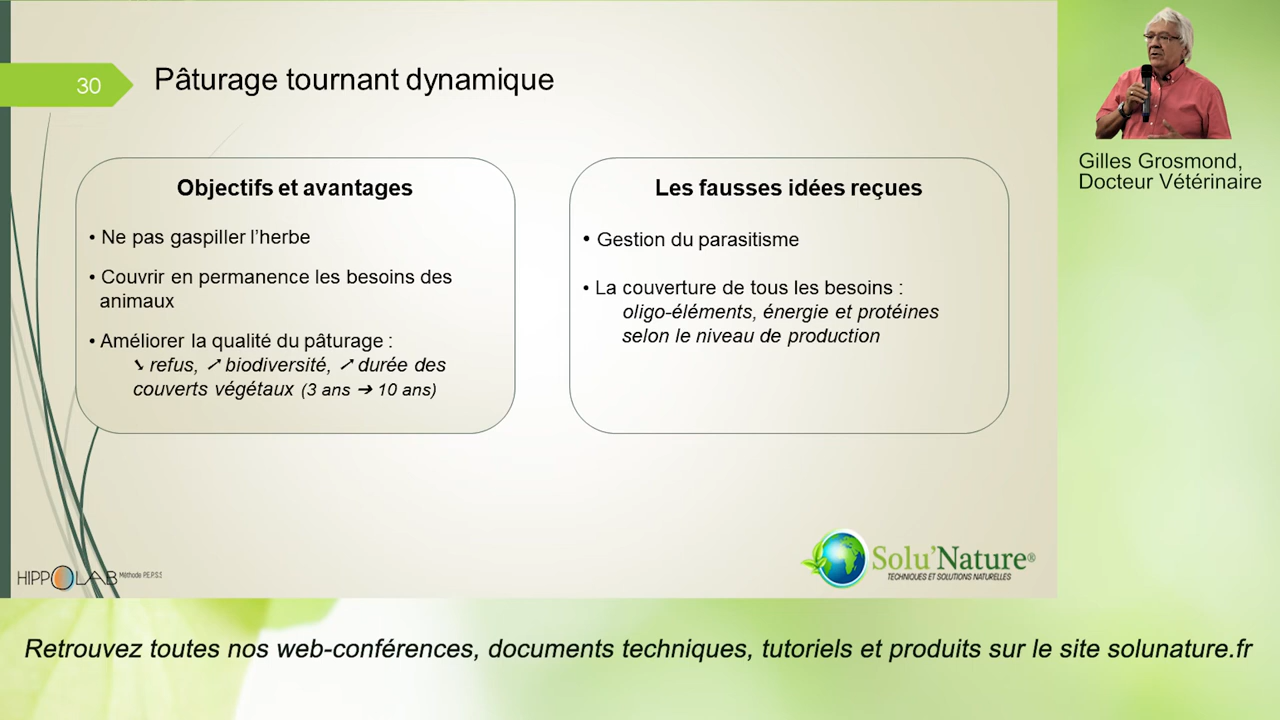 30
Pâturage tournant dynamique
Objectifs et avantages
• Ne pas gaspiller l’herbe
• Couvrir en permanence les besoins des
animaux
• Améliorer la qualité du pâturage :
➘ refus, ➚ biodiversité, ➚ durée des
couverts végétaux (3 ans ➔ 10 ans)
Les fausses idées reçues
• Gestion du parasitisme
• La couverture de tous les besoins :
oligo-éléments, énergie et protéines
selon le niveau de production
Gilles Grosmond,
Docteur Vétérinaire
HIPPOLAB Méthode P.E.P.S.S
Solu’Nature®
TECHNIQUES ET SOLUTIONS NATURELLES
Retrouvez toutes nos web-conférences, documents techniques, tutoriels et produits sur le site solunature.fr